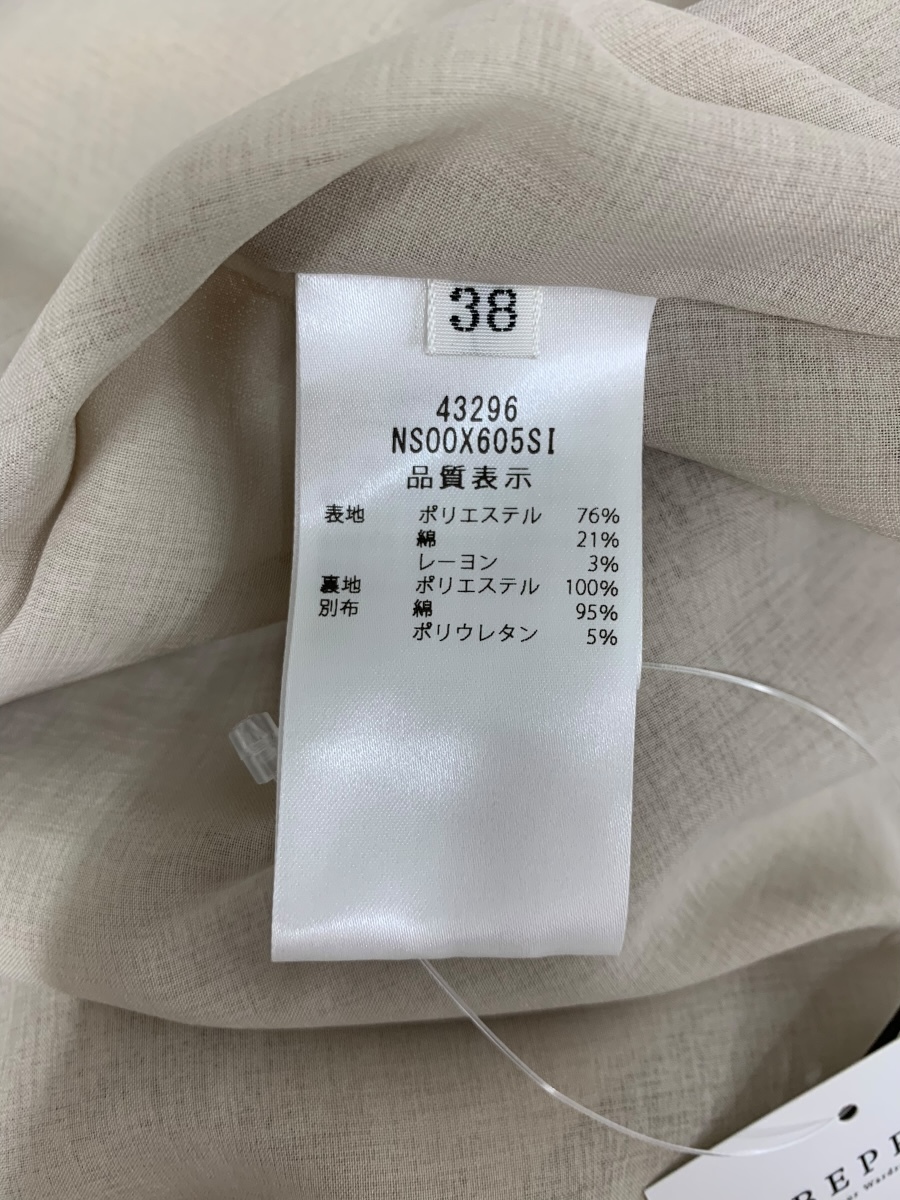 38
43296
NS00X605SI
品質表示
表地 ポリエステル 76%
綿 21%
レーヨン 3%
裏地 ポリエステル 100%
別布 綿 95%
ポリウレタン 5%